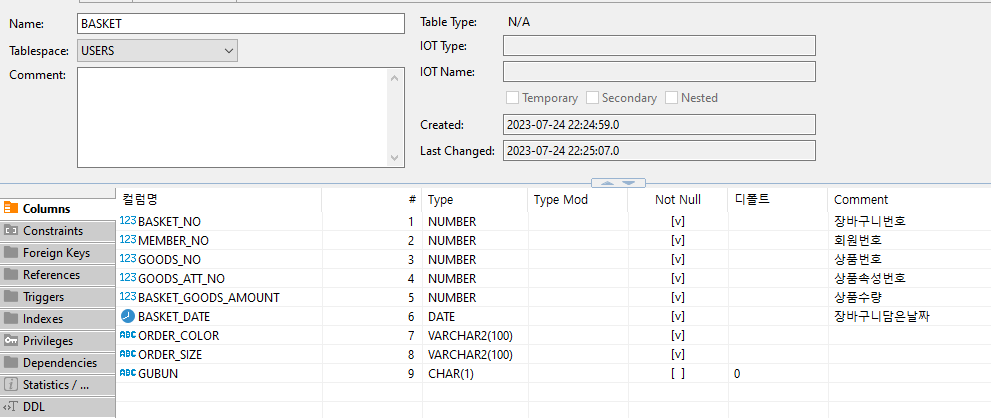 Name: BASKET Table Type: N/A
Tablespace: USERS IOT Type:
Comment: IOT Name:
Temporary Secondary Nested
Created: 2023-07-24 22:24:59.0
Last Changed: 2023-07-24 22:25:07.0
Columns
Constraints
Foreign Keys
References
Triggers
Indexes
Privileges
Dependencies
Statistics / ...
DDL
컬럼명 # Type Type Mod Not Null 디폴트 Comment
123 BASKET_NO 1 NUMBER [v] 장바구니번호
123 MEMBER_NO 2 NUMBER [v] 회원번호
123 GOODS_NO 3 NUMBER [v] 상품번호
123 GOODS_ATT_NO 4 NUMBER [v] 상품속성번호
123 BASKET_GOODS_AMOUNT 5 NUMBER [v] 상품수량
BASKET_DATE 6 DATE [v] 장바구니담은날짜
ABC ORDER_COLOR 7 VARCHAR2(100) [v]
ABC ORDER_SIZE 8 VARCHAR2(100) [v]
ABC GUBUN 9 CHAR(1) [ ] 0